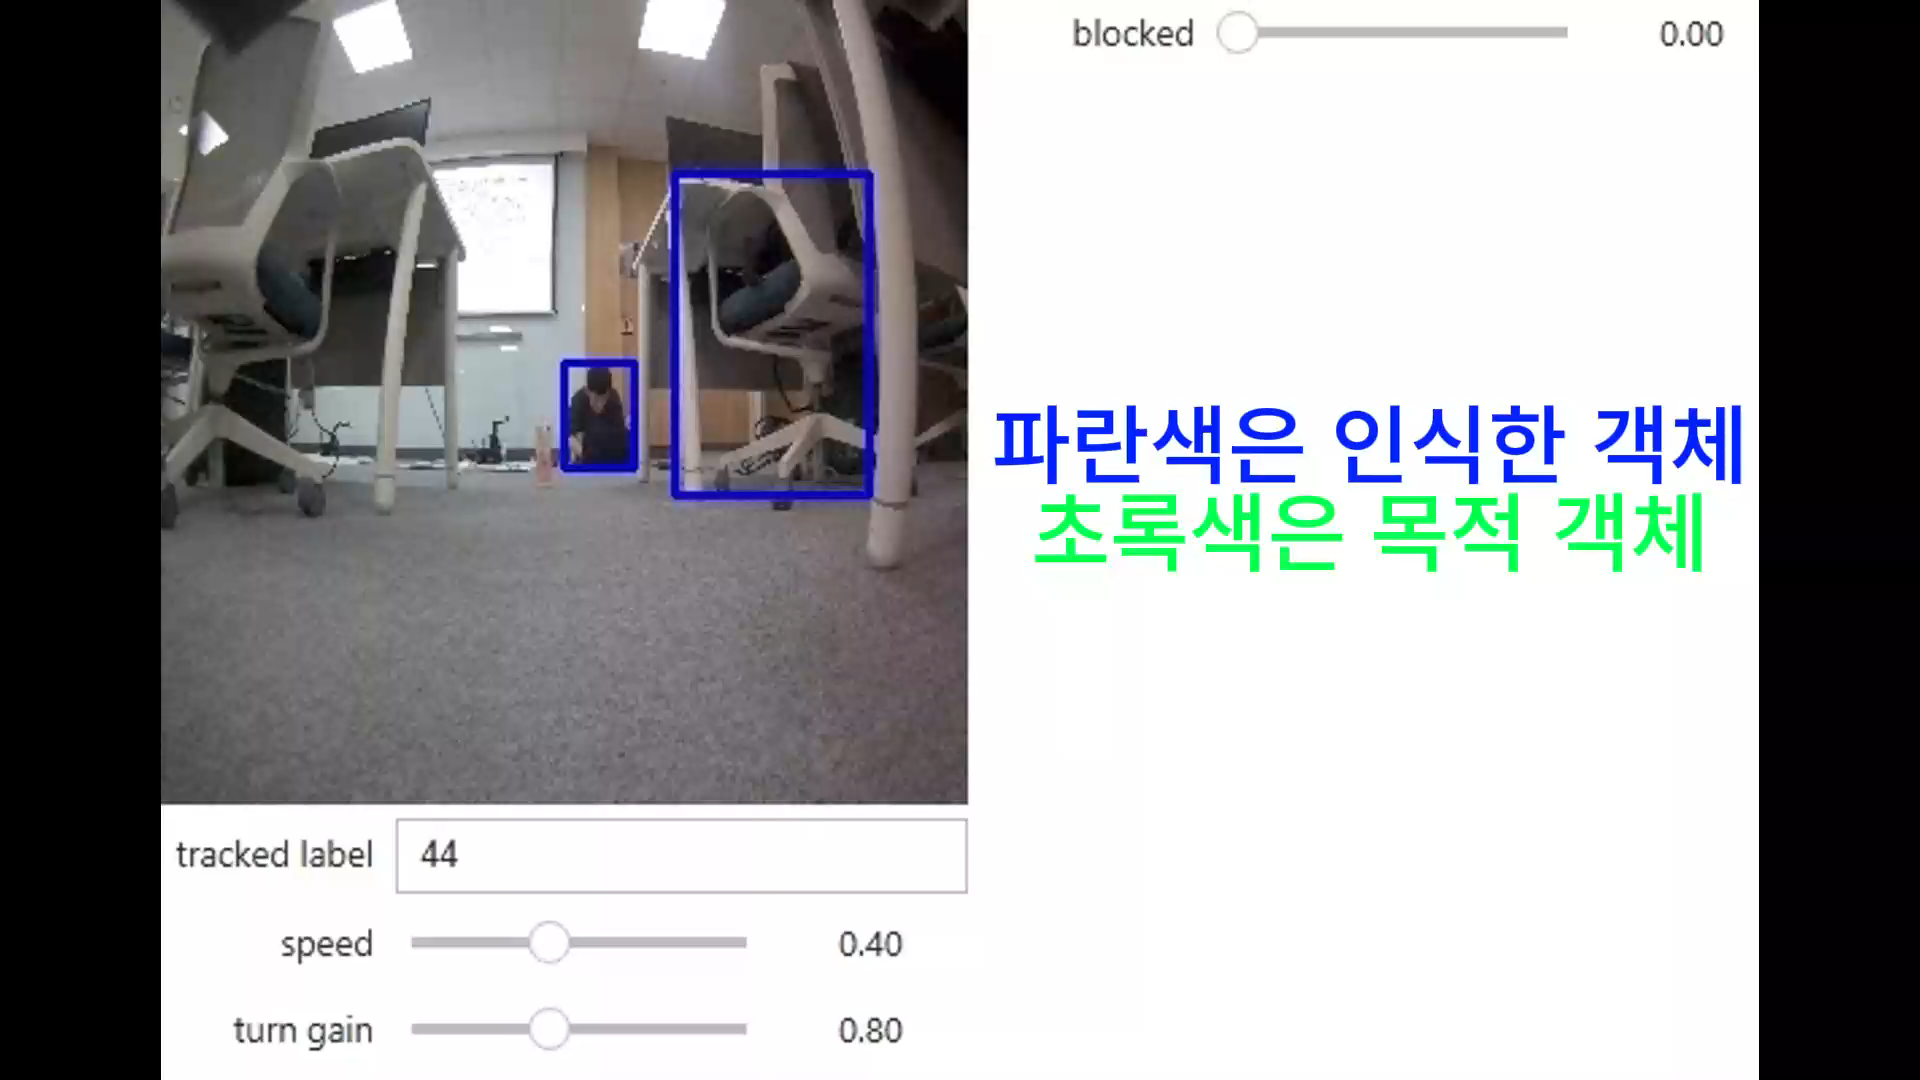 blocked 0.00
파란색은 인식한 객체
초록색은 목적 객체
tracked label 44
speed 0.40
turn gain 0.80